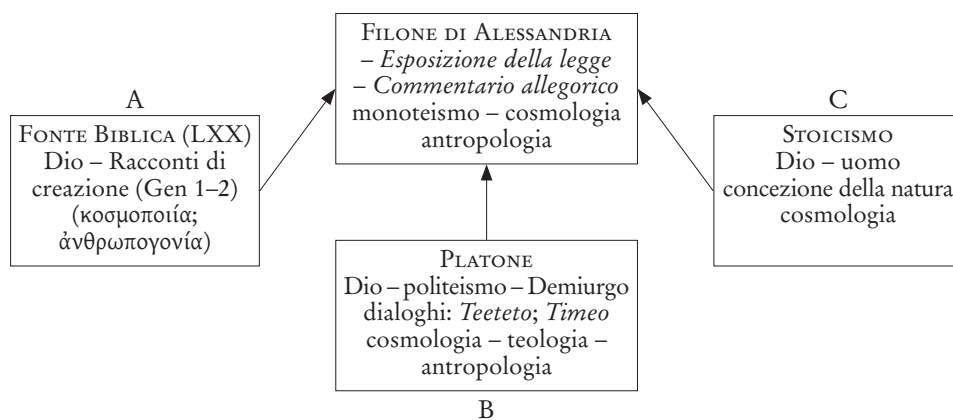 FILONE DI ALESSANDRIA
– Esposizione della legge
– Commentario allegorico
monoteismo – cosmologia
antropologia
A
FONTE BIBLICA (LXX)
Dio – Racconti di
creazione (Gen 1–2)
(κοσμοποιία;
ἀνθρωπογονία)
C
STOICISMO
Dio – uomo
concezione della natura
cosmologia
PLATONE
Dio – politeismo – Demiurgo
dialoghi: Teeteto; Timeo
cosmologia – teologia –
antropologia
B